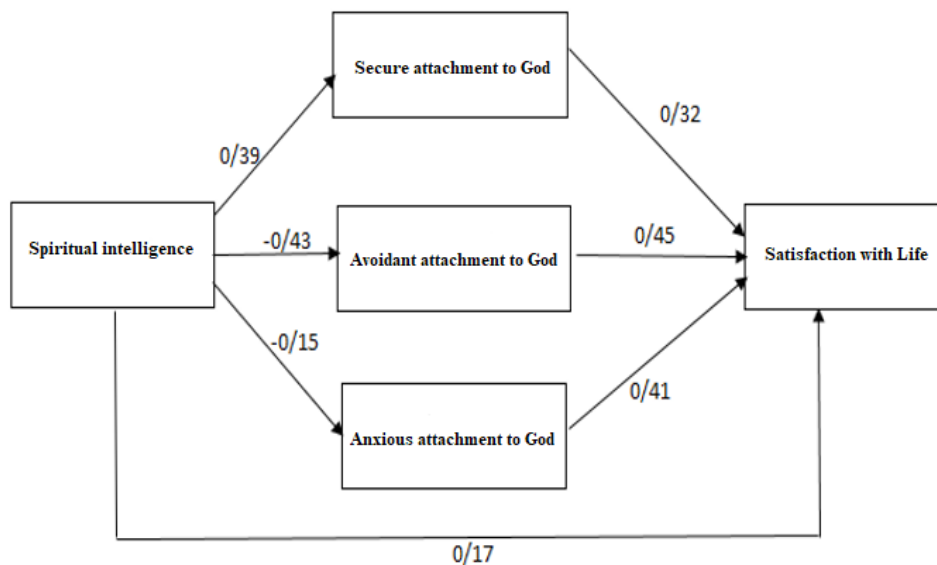 Secure attachment to God
0/32
0/39
Spiritual intelligence
-0/43
Avoidant attachment to God
0/45
Satisfaction with Life
-0/15
Anxious attachment to God
0/41
0/17